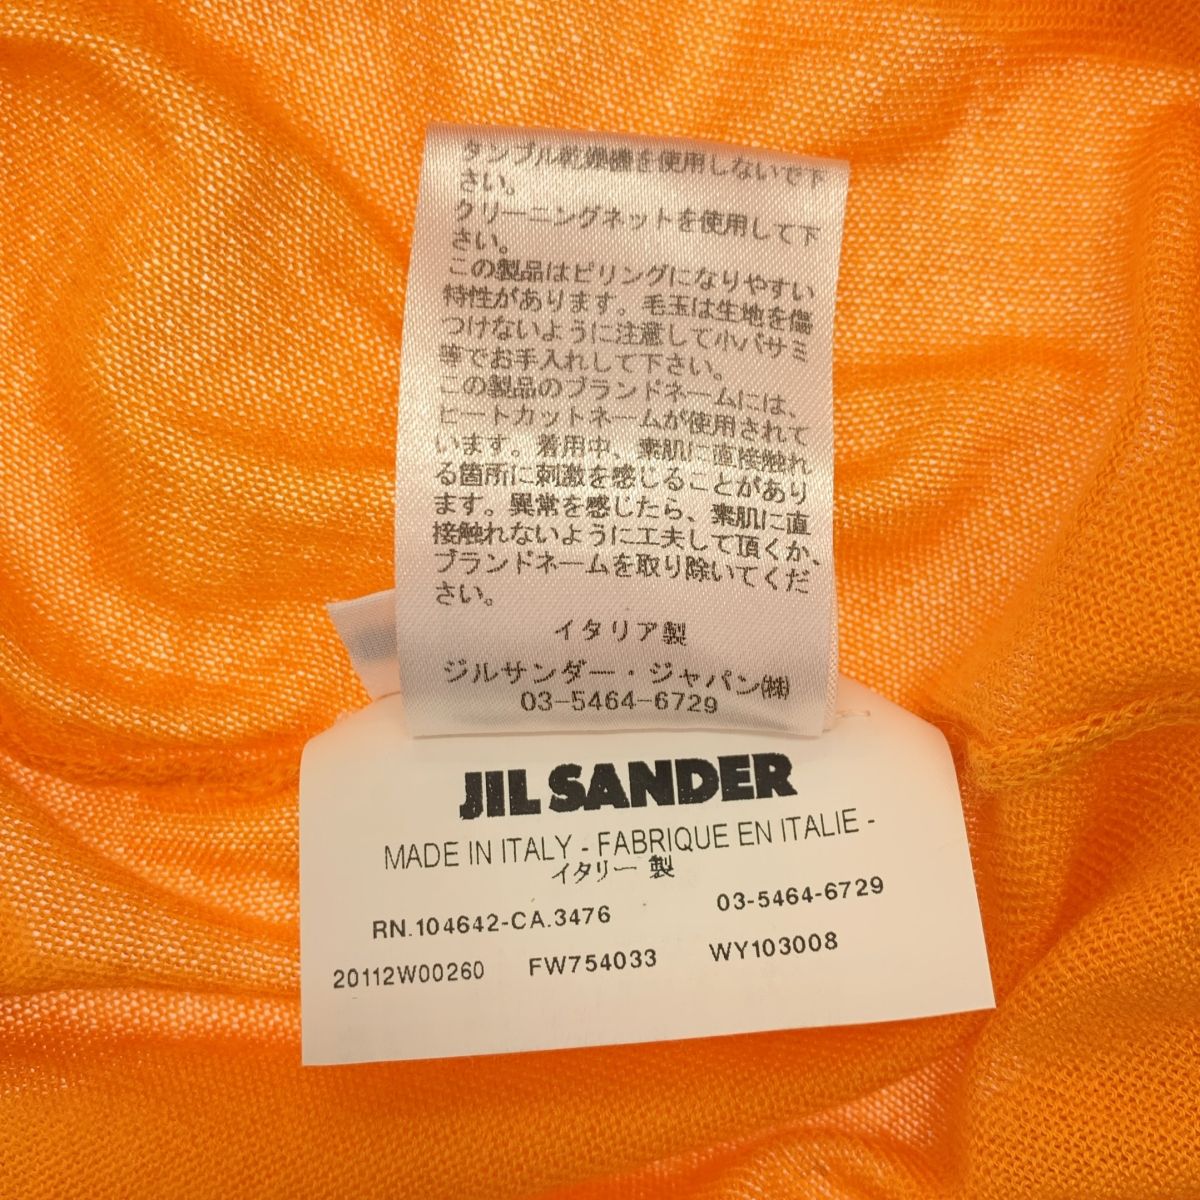 タンブル乾燥機を使用しないで下
さい。
クリーニングネットを使用して下
さい。
この製品はピリングになりやすい
特性があります。毛玉は生地を傷
つけないように注意して小バサミ
等でお手入れして下さい。
この製品のブランドネームには、
ヒートカットネームが使用されて
います。着用中、素肌に直接触れ
る箇所に刺激を感じることがあり
ます。異常を感じたら、素肌に直
接触れないように工夫して頂くか、
ブランドネームを取り除いてくだ
さい。
イタリア製
ジルサンダー・ジャパン㈱
03-5464-6729
JIL SANDER
MADE IN ITALY - FABRIQUE EN ITALIE -
イタリー 製
RN.104642-CA.3476 03-5464-6729
20112W00260 FW754033 WY103008